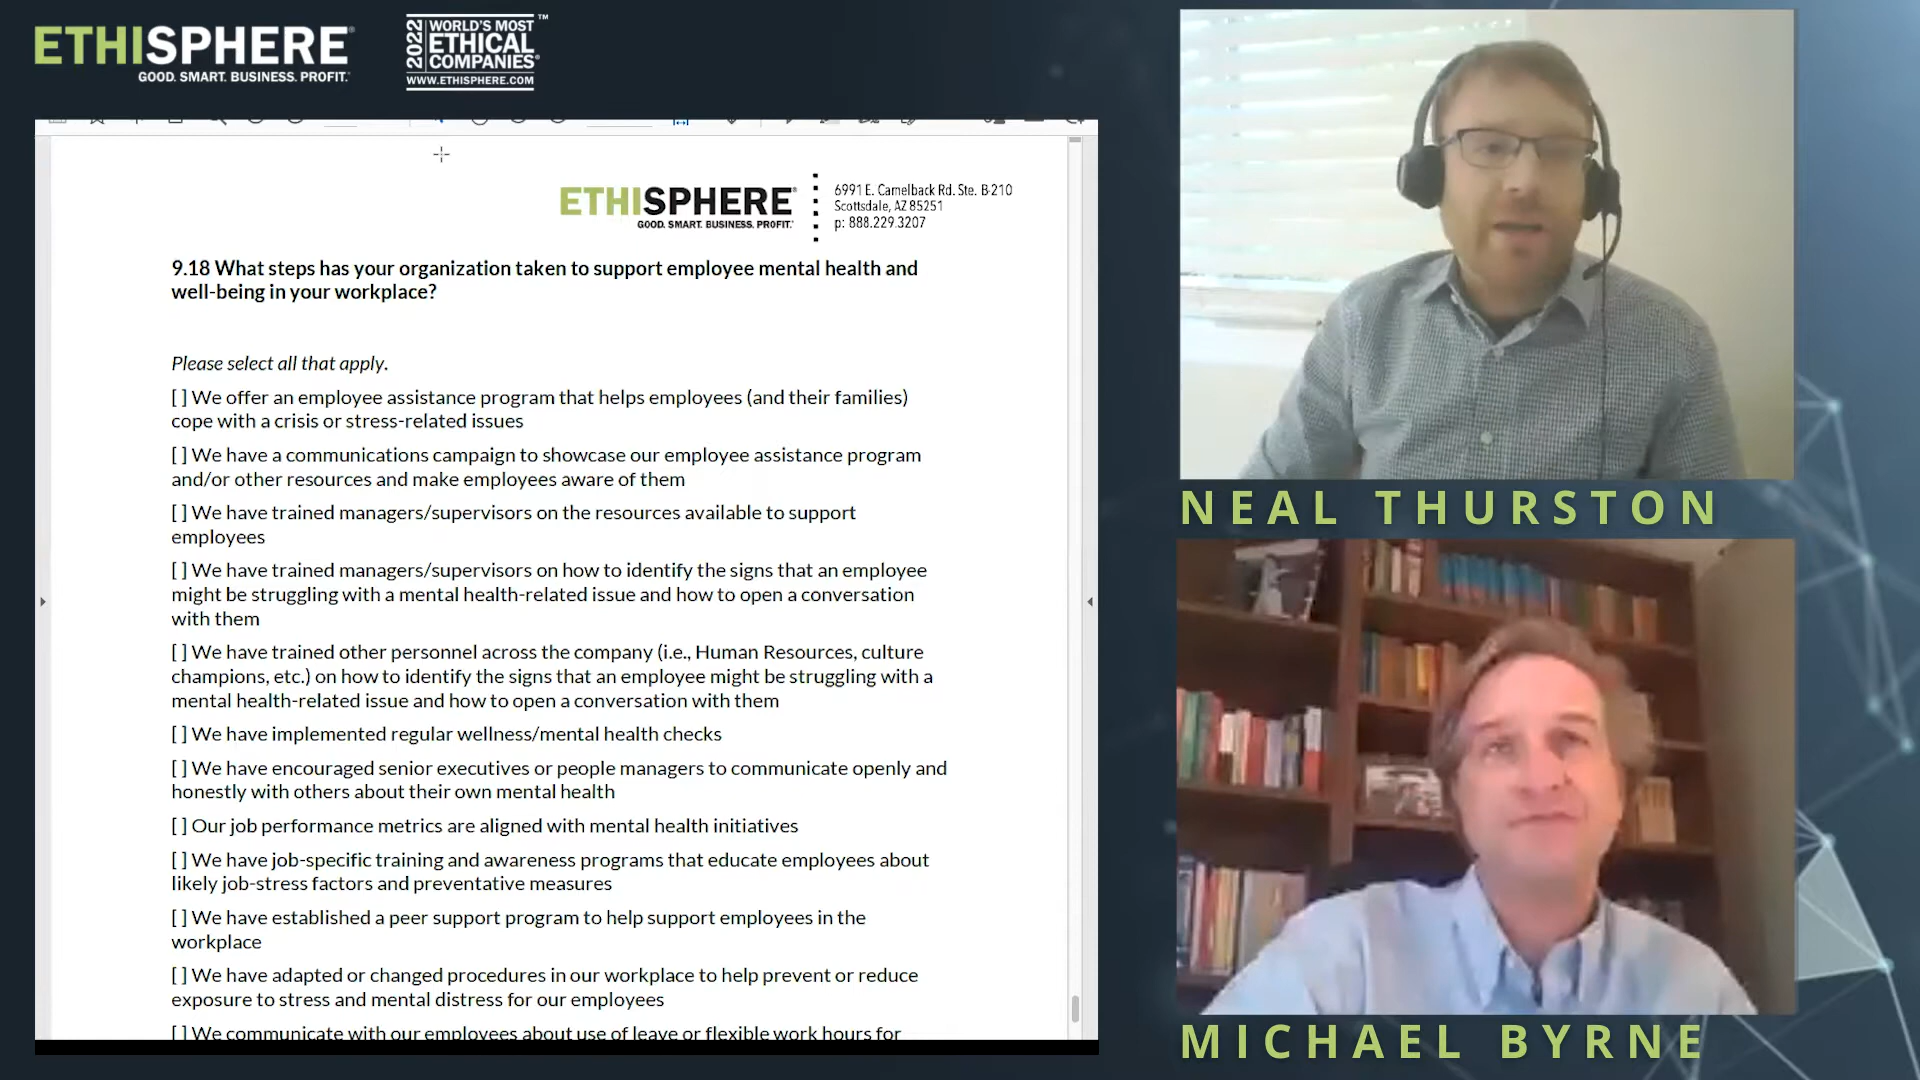 ETHISPHERE
GOOD. SMART. BUSINESS. PROFIT.
2022
WORLD'S MOST
ETHICAL
COMPANIES
™
WWW.ETHISPHERE.COM
ETHISPHERE
GOOD. SMART. BUSINESS. PROFIT.
6991 E. Camelback Rd. Ste. B-210
Scottsdale, AZ 85251
p: 888.229.3207
9.18 What steps has your organization taken to support employee mental health and
well-being in your workplace?
Please select all that apply.
[ ] We offer an employee assistance program that helps employees (and their families)
cope with a crisis or stress-related issues
[ ] We have a communications campaign to showcase our employee assistance program
and/or other resources and make employees aware of them
[ ] We have trained managers/supervisors on the resources available to support
employees
[ ] We have trained managers/supervisors on how to identify the signs that an employee
might be struggling with a mental health-related issue and how to open a conversation
with them
[ ] We have trained other personnel across the company (i.e., Human Resources, culture
champions, etc.) on how to identify the signs that an employee might be struggling with a
mental health-related issue and how to open a conversation with them
[ ] We have implemented regular wellness/mental health checks
[ ] We have encouraged senior executives or people managers to communicate openly and
honestly with others about their own mental health
[ ] Our job performance metrics are aligned with mental health initiatives
[ ] We have job-specific training and awareness programs that educate employees about
likely job-stress factors and preventative measures
[ ] We have established a peer support program to help support employees in the
workplace
[ ] We have adapted or changed procedures in our workplace to help prevent or reduce
exposure to stress and mental distress for our employees
[ ] We communicate with our employees about use of leave or flexible work hours for
NEAL THURSTON
MICHAEL BYRNE